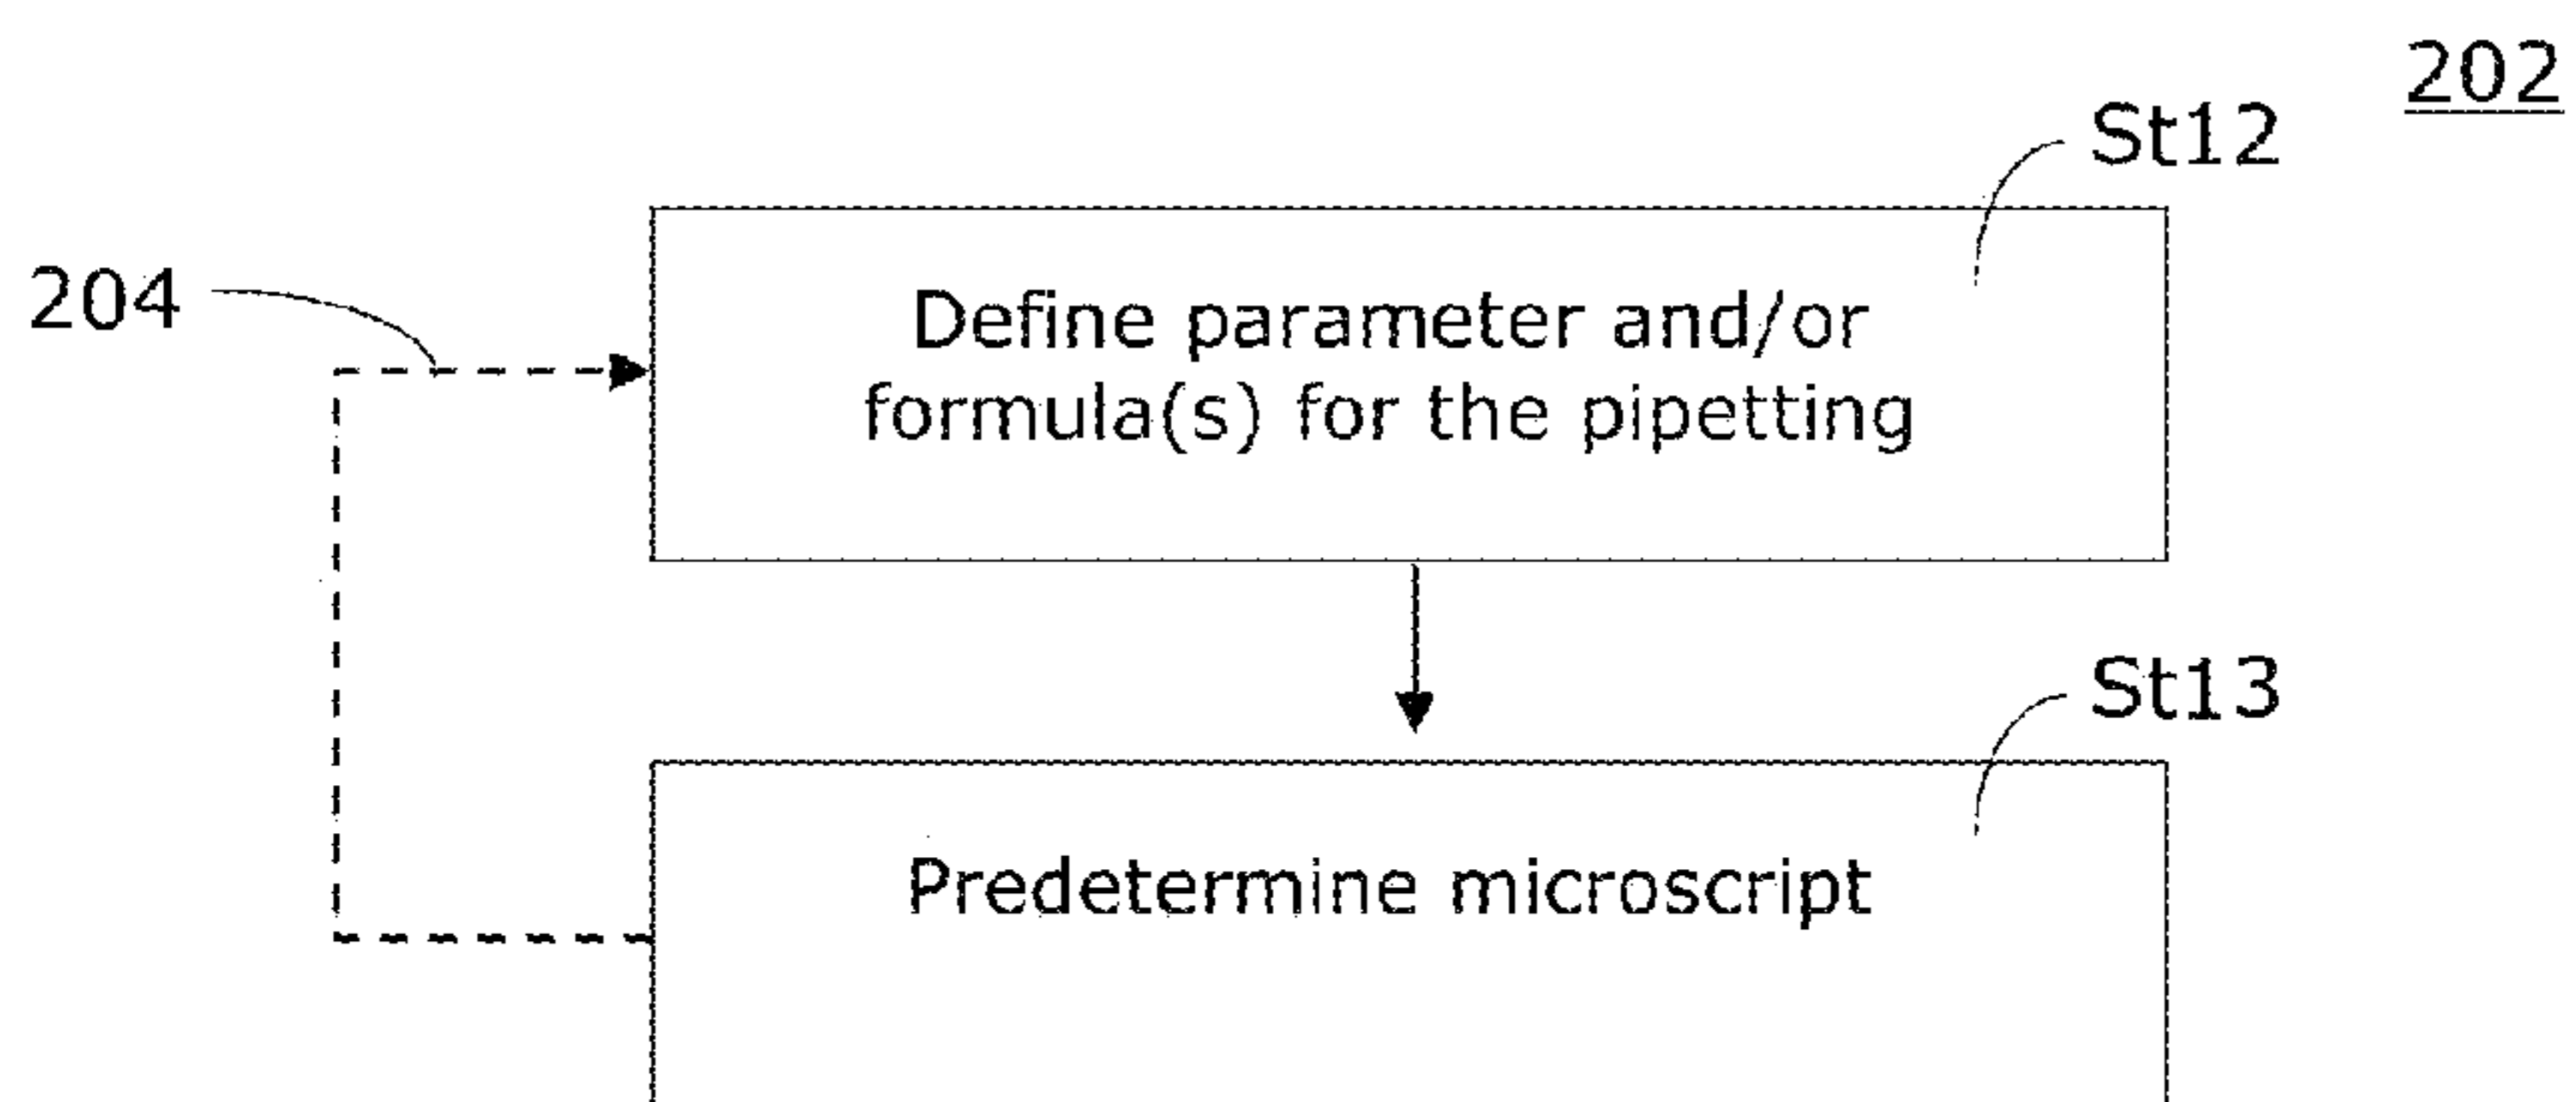 202
St12
204
Define parameter and/or
formula(s) for the pipetting
St13
Predetermine microscript